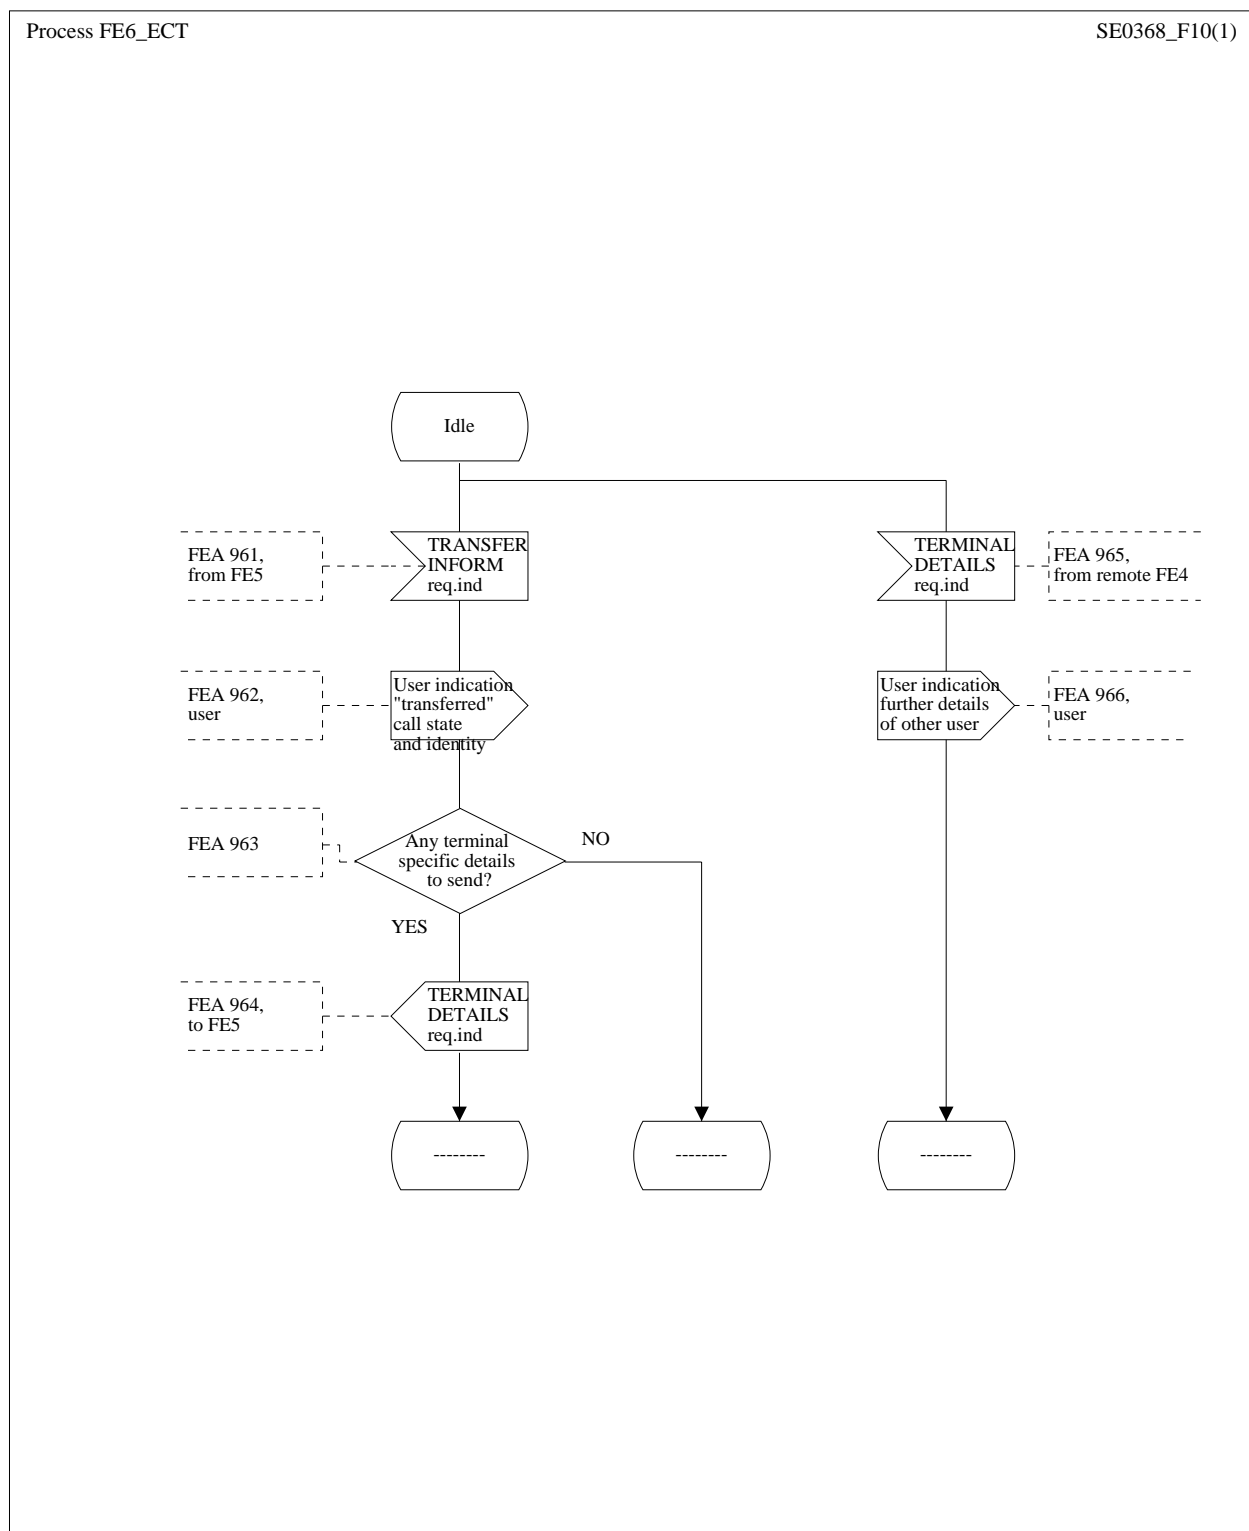 Process FE6_ECT
SE0368_F10(1)
Idle
FEA 961,
from FE5
TRANSFER
INFORM
req.ind
TERMINAL
DETAILS
req.ind
FEA 965,
from remote FE4
FEA 962,
user
User indication
"transferred"
call state
and identity
User indication
further details
of other user
FEA 966,
user
FEA 963
Any terminal
specific details
to send?
NO
YES
FEA 964,
to FE5
TERMINAL
DETAILS
req.ind
--------
--------
--------